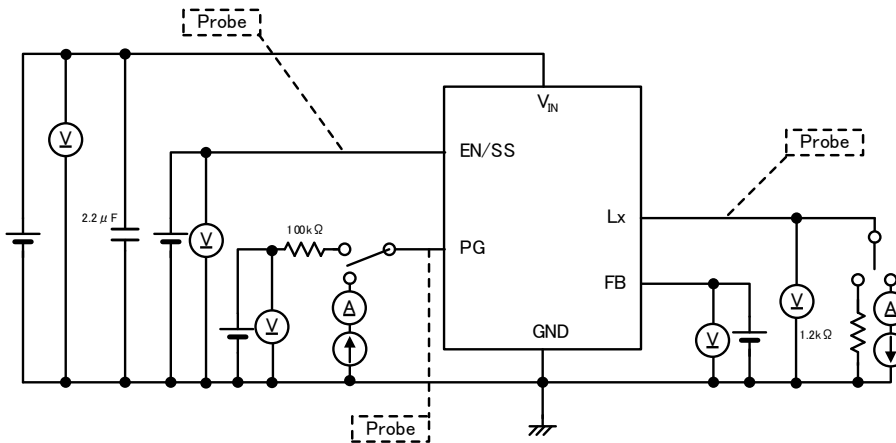 Probe
V
V_IN
EN/SS
Probe
2.2μF
V
Lx
100kΩ
PG
FB
A
V
V
A
V
1.2kΩ
GND
Probe